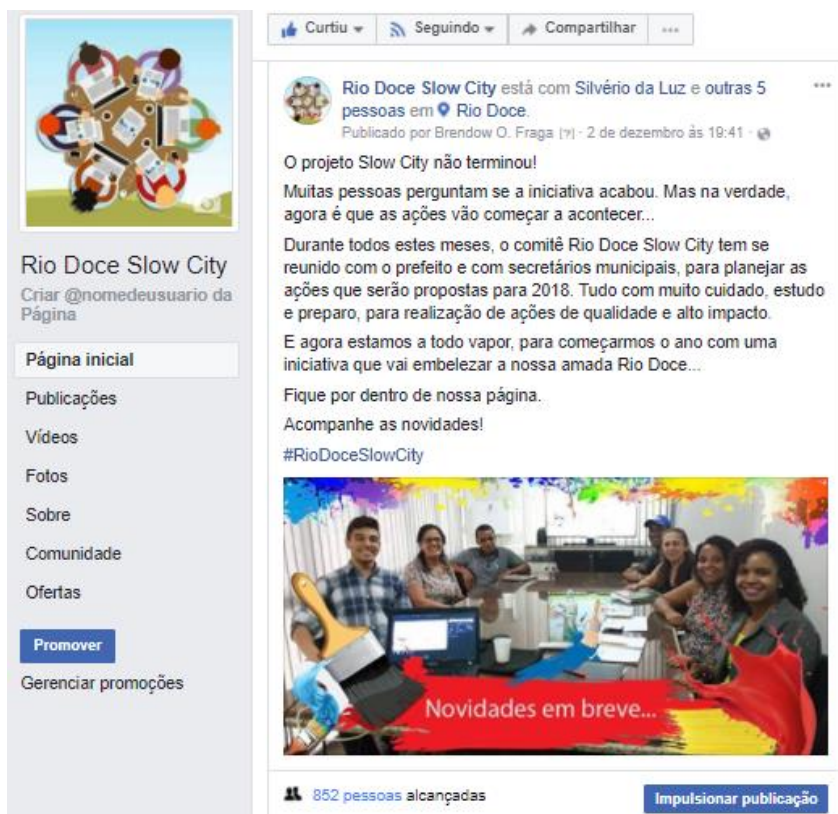 Curtiu
Seguindo
Compartilhar
Rio Doce Slow City
Criar @nomedeusuario da
Página
Página inicial
Publicações
Vídeos
Fotos
Sobre
Comunidade
Ofertas
Promover
Gerenciar promoções
Rio Doce Slow City está com Silvério da Luz e outras 5
pessoas em Rio Doce.
Publicado por Brendow O. Fraga [?] · 2 de dezembro às 19:41 ·
O projeto Slow City não terminou!
Muitas pessoas perguntam se a iniciativa acabou. Mas na verdade,
agora é que as ações vão começar a acontecer...
Durante todos estes meses, o comitê Rio Doce Slow City tem se
reunido com o prefeito e com secretários municipais, para planejar as
ações que serão propostas para 2018. Tudo com muito cuidado, estudo
e preparo, para realização de ações de qualidade e alto impacto.
E agora estamos a todo vapor, para começarmos o ano com uma
iniciativa que vai embelezar a nossa amada Rio Doce...
Fique por dentro de nossa página.
Acompanhe as novidades!
#RioDoceSlowCity
Novidades em breve...
852 pessoas alcançadas
Impulsionar publicação